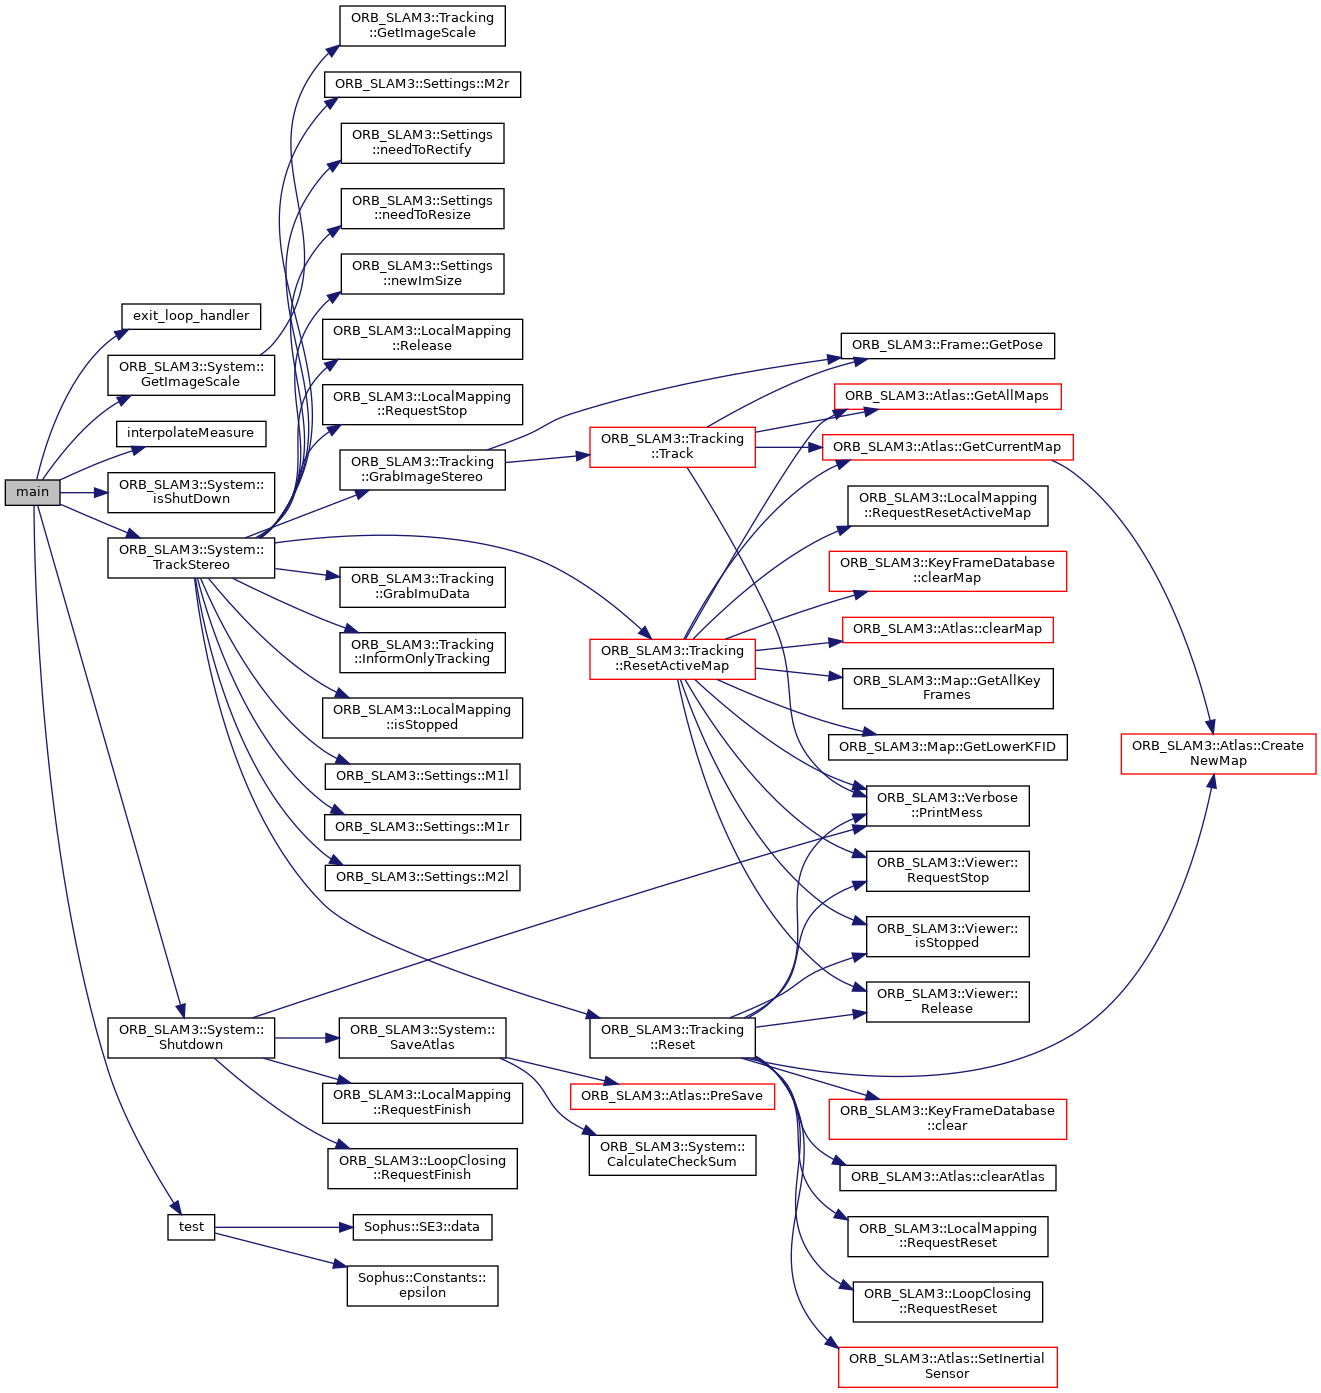 main
exit_loop_handler
ORB_SLAM3::System::
GetImageScale
interpolateMeasure
ORB_SLAM3::System::
isShutDown
ORB_SLAM3::System::
TrackStereo
ORB_SLAM3::System::
Shutdown
test
ORB_SLAM3::Tracking
::GetImageScale
ORB_SLAM3::Settings::M2r
ORB_SLAM3::Settings
::needToRectify
ORB_SLAM3::Settings
::needToResize
ORB_SLAM3::Settings
::newImSize
ORB_SLAM3::LocalMapping
::Release
ORB_SLAM3::LocalMapping
::RequestStop
ORB_SLAM3::Tracking
::GrabImageStereo
ORB_SLAM3::Tracking
::GrabImuData
ORB_SLAM3::Tracking
::InformOnlyTracking
ORB_SLAM3::LocalMapping
::isStopped
ORB_SLAM3::Settings::M1l
ORB_SLAM3::Settings::M1r
ORB_SLAM3::Settings::M2l
ORB_SLAM3::System::
SaveAtlas
ORB_SLAM3::LocalMapping
::RequestFinish
ORB_SLAM3::LoopClosing
::RequestFinish
Sophus::SE3::data
Sophus::Constants::
epsilon
ORB_SLAM3::Tracking
::Track
ORB_SLAM3::Tracking
::ResetActiveMap
ORB_SLAM3::Tracking
::Reset
ORB_SLAM3::Atlas::PreSave
ORB_SLAM3::System::
CalculateCheckSum
ORB_SLAM3::Frame::GetPose
ORB_SLAM3::Atlas::GetAllMaps
ORB_SLAM3::Atlas::GetCurrentMap
ORB_SLAM3::LocalMapping
::RequestResetActiveMap
ORB_SLAM3::KeyFrameDatabase
::clearMap
ORB_SLAM3::Atlas::clearMap
ORB_SLAM3::Map::GetAllKey
Frames
ORB_SLAM3::Map::GetLowerKFID
ORB_SLAM3::Verbose
::PrintMess
ORB_SLAM3::Viewer::
RequestStop
ORB_SLAM3::Viewer::
isStopped
ORB_SLAM3::Viewer::
Release
ORB_SLAM3::KeyFrameDatabase
::clear
ORB_SLAM3::Atlas::clearAtlas
ORB_SLAM3::LocalMapping
::RequestReset
ORB_SLAM3::LoopClosing
::RequestReset
ORB_SLAM3::Atlas::SetInertial
Sensor
ORB_SLAM3::Atlas::Create
NewMap